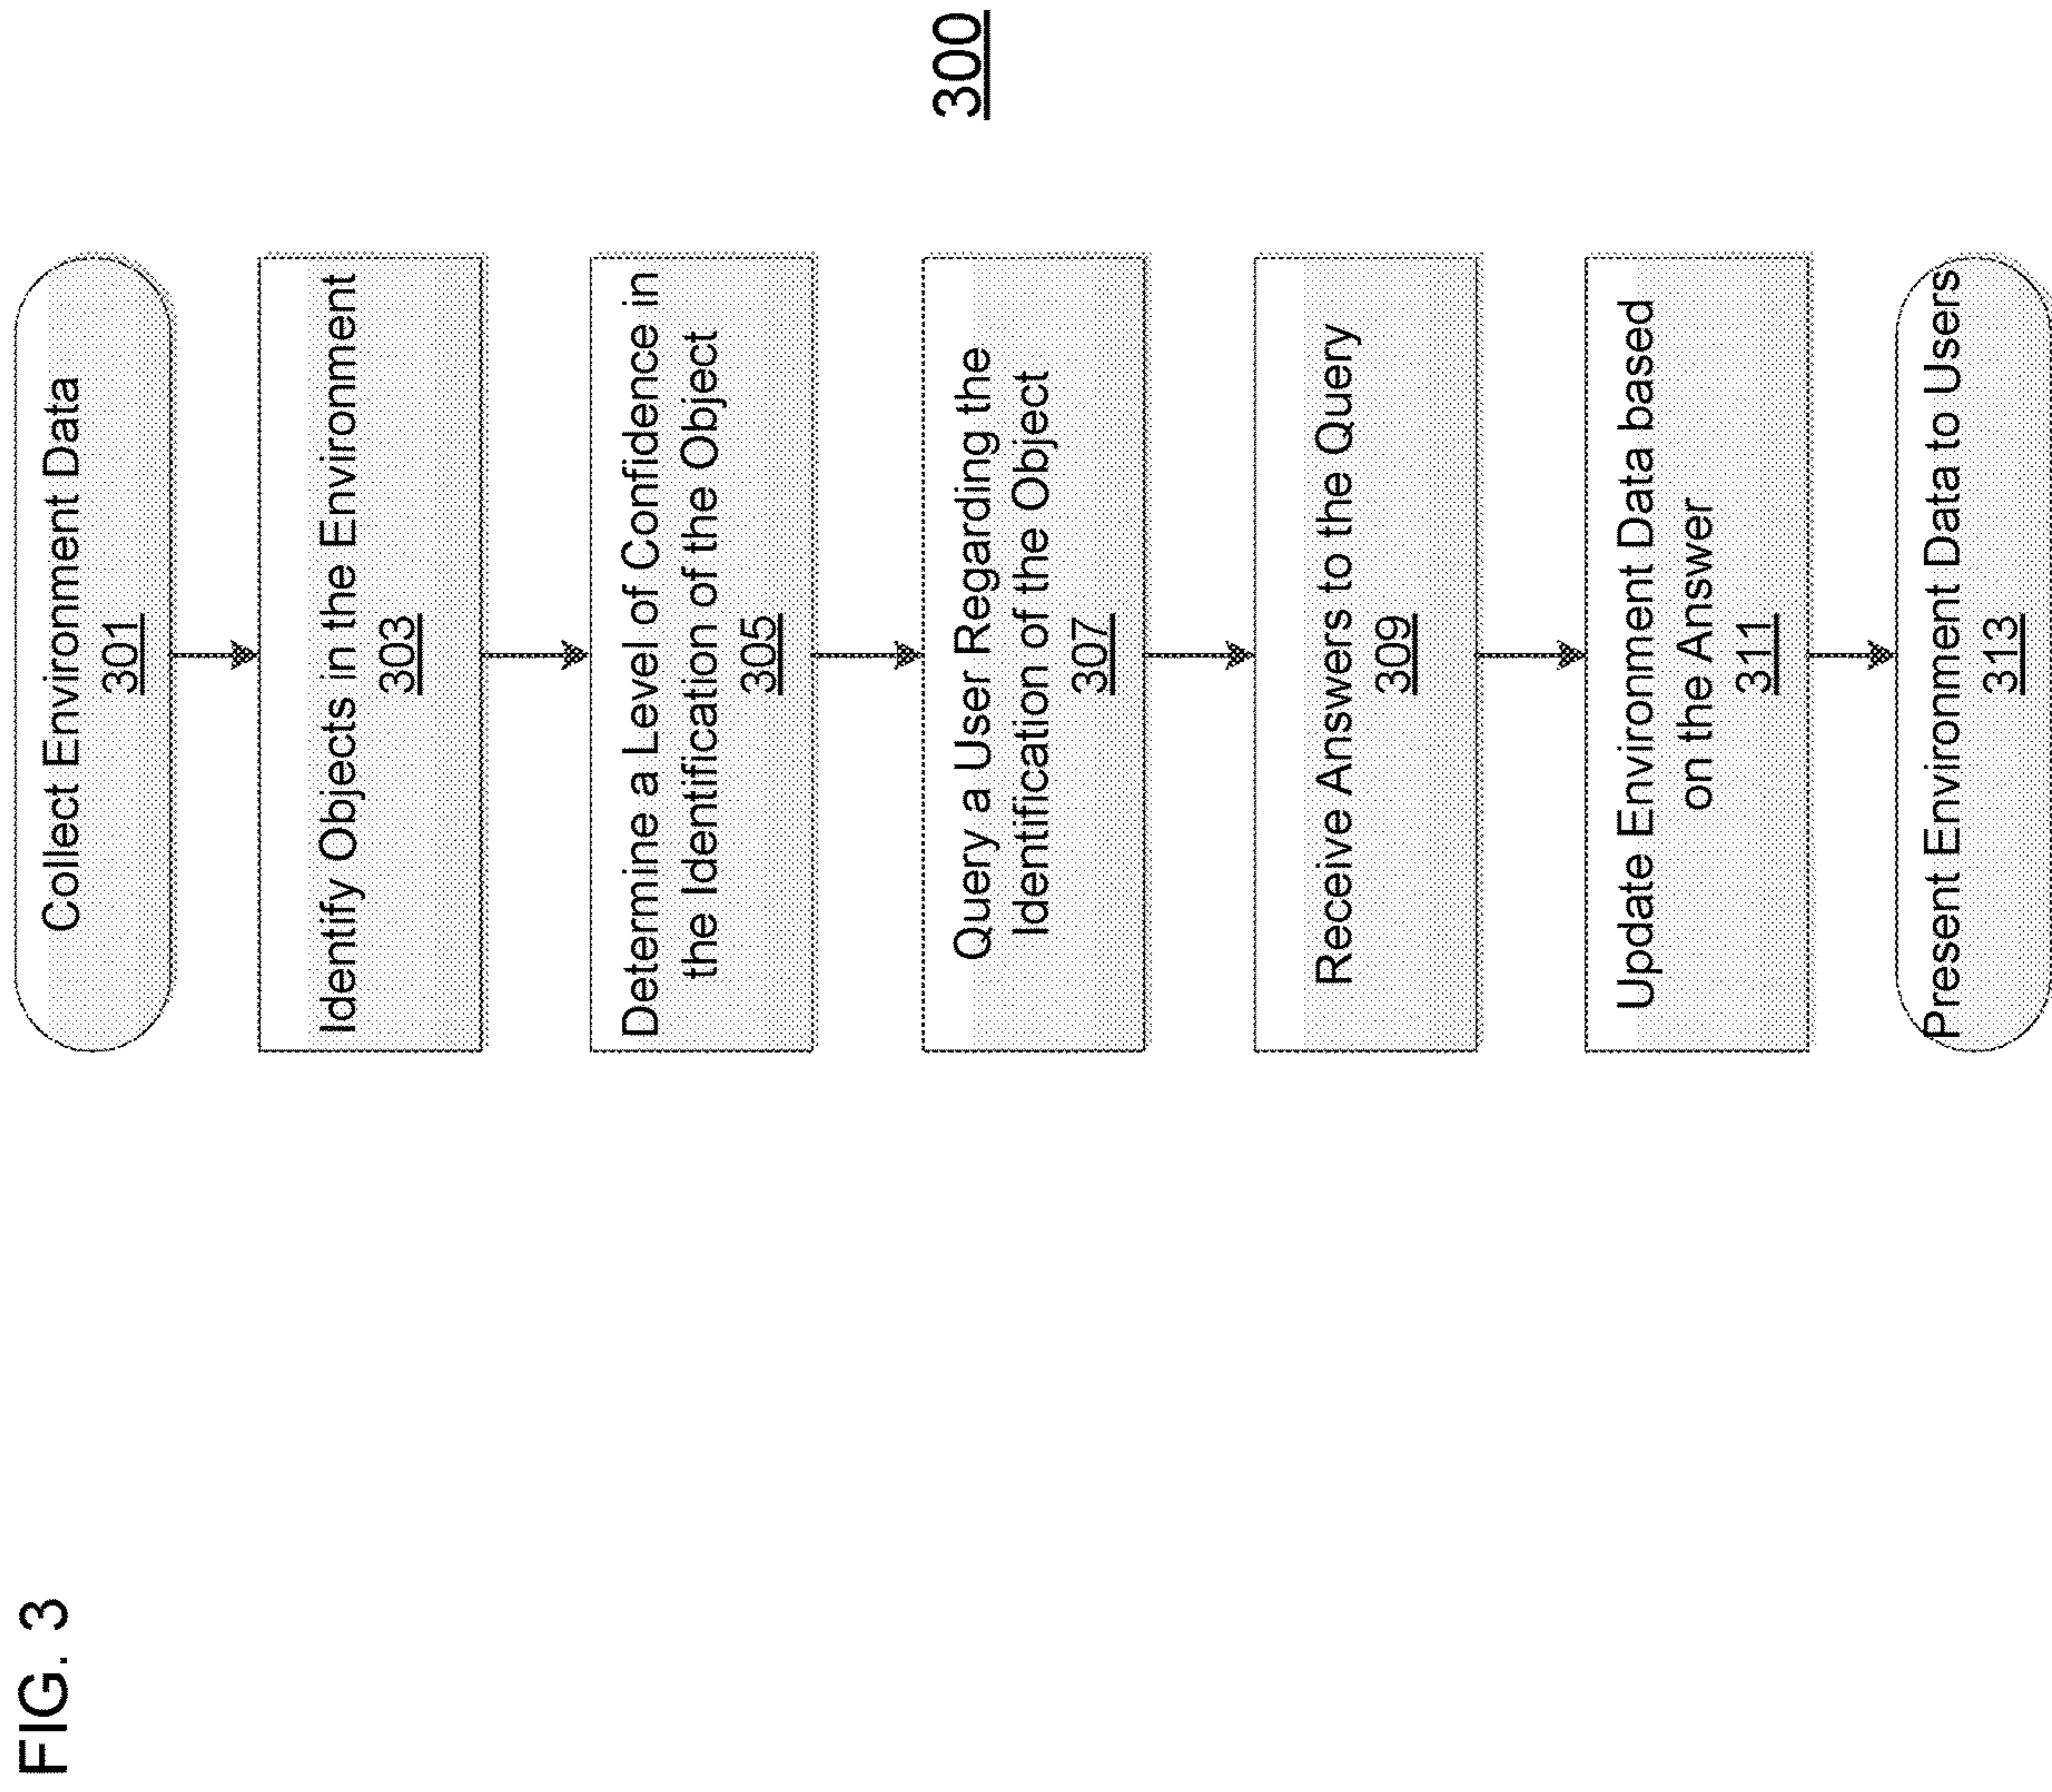 FIG. 3
Collect Environment Data
301
Identify Objects in the Environment
303
Determine a Level of Confidence in
the Identification of the Object
305
Query a User Regarding the
Identification of the Object
307
Receive Answers to the Query
309
Update Environment Data based
on the Answer
311
Present Environment Data to Users
313
300